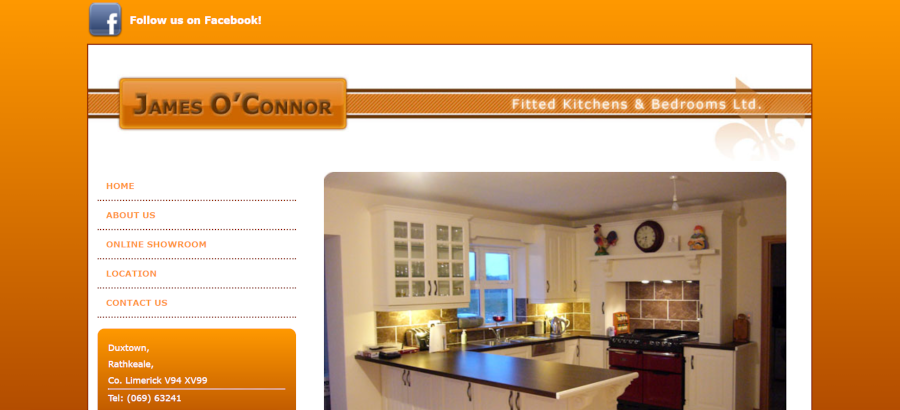 Follow us on Facebook!
James O'Connor
Fitted Kitchens & Bedrooms Ltd.
HOME
ABOUT US
ONLINE SHOWROOM
LOCATION
CONTACT US
Duxtown,
Rathkeale,
Co. Limerick V94 XV99
Tel: (069) 63241